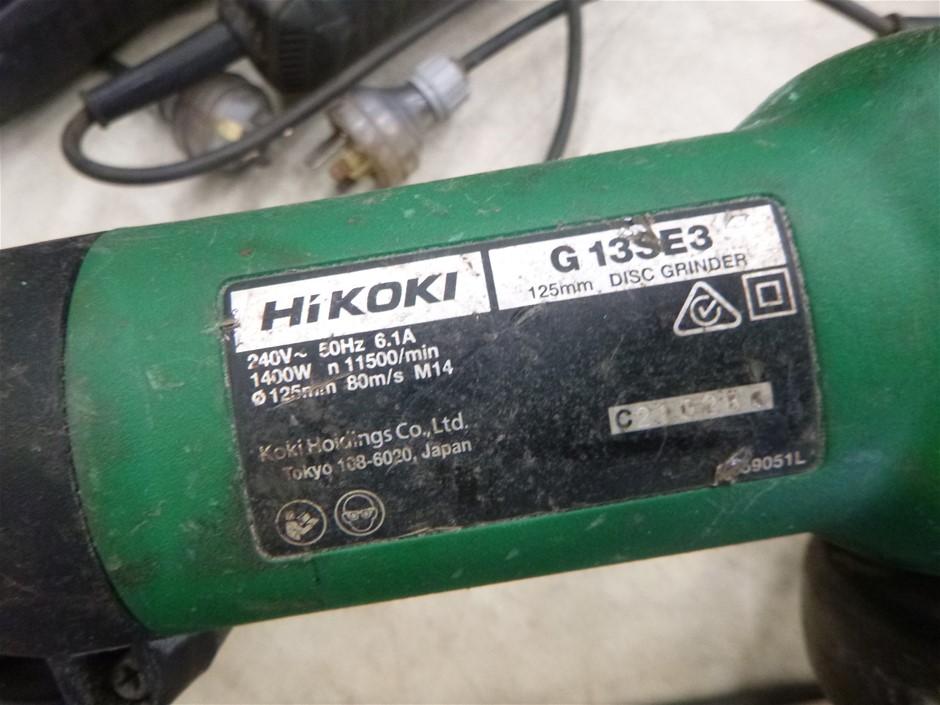 HiKOKI
G 13SE3
125mm DISC GRINDER
240V~ 50Hz 6.1A
1400W n 11500/min
Ø125mm 80m/s M14
Koki Holdings Co., Ltd.
Tokyo 108-6020, Japan